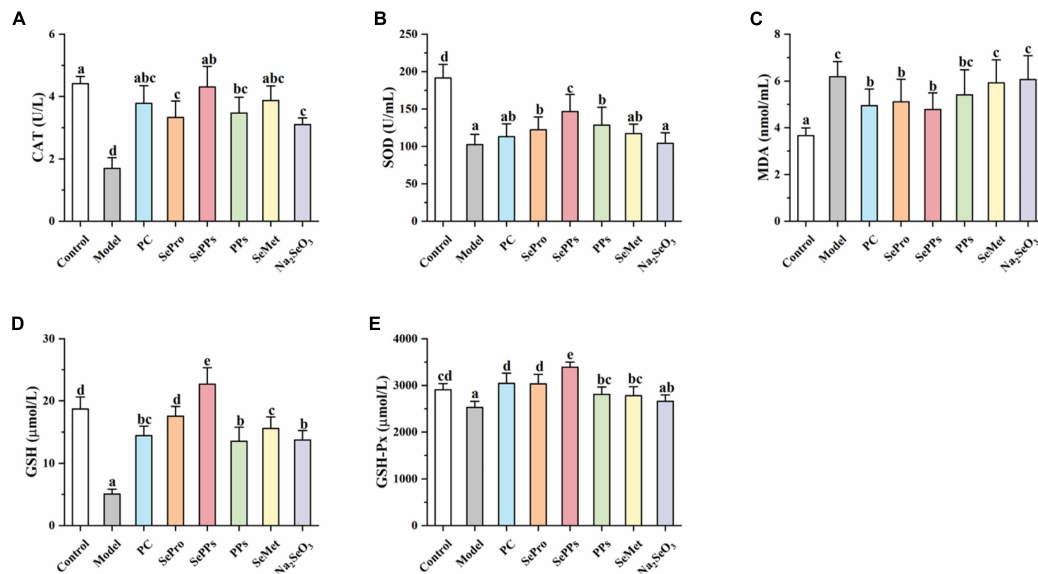 A
CAT (U/L)
6
4
2
0
a
d
abc
c
ab
bc
abc
c
Control
Model
PC
SePro
SePPs
PPs
SeMet
Na₂SeO₃
B
SOD (U/mL)
250
200
150
100
50
0
d
a
ab
b
c
b
ab
a
Control
Model
PC
SePro
SePPs
PPs
SeMet
Na₂SeO₃
C
MDA (nmol/mL)
8
6
4
2
0
a
c
b
b
b
bc
c
c
Control
Model
PC
SePro
SePPs
PPs
SeMet
Na₂SeO₃
D
GSH (μmol/L)
30
20
10
0
d
a
bc
d
e
b
c
b
Control
Model
PC
SePro
SePPs
PPs
SeMet
Na₂SeO₃
E
GSH-Px (μmol/L)
4000
3000
2000
1000
0
cd
a
d
d
e
bc
bc
ab
Control
Model
PC
SePro
SePPs
PPs
SeMet
Na₂SeO₃